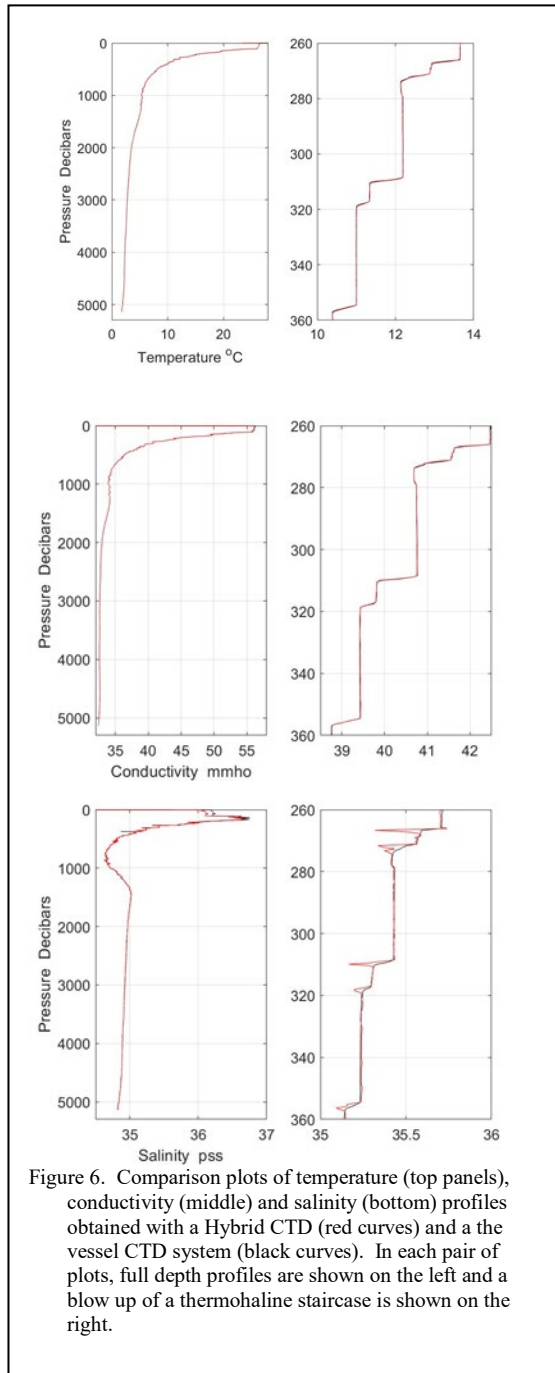 0
1000
2000
3000
4000
5000
Pressure Decibars
0 10 20
Temperature °C
260
280
300
320
340
360
10 12 14
0
1000
2000
3000
4000
5000
Pressure Decibars
35 40 45 50 55
Conductivity mmho
260
280
300
320
340
360
39 40 41 42
0
1000
2000
3000
4000
5000
Pressure Decibars
35 36 37
Salinity pss
260
280
300
320
340
360
35 35.5 36
Figure 6. Comparison plots of temperature (top panels),
conductivity (middle) and salinity (bottom) profiles
obtained with a Hybrid CTD (red curves) and a the
vessel CTD system (black curves). In each pair of
plots, full depth profiles are shown on the left and a
blow up of a thermohaline staircase is shown on the
right.